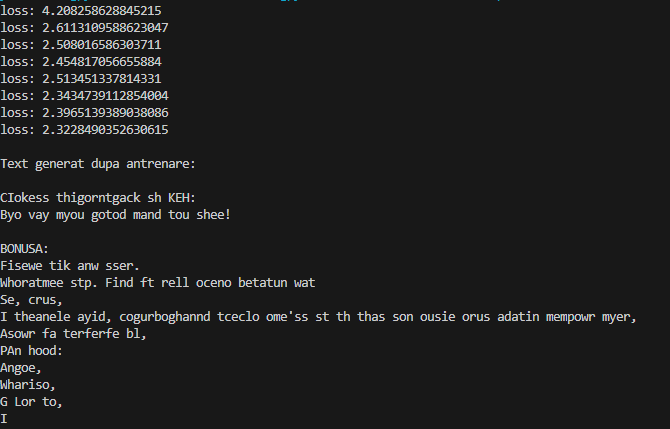 loss: 4.208258628845215
loss: 2.6113109588623047
loss: 2.508016586303711
loss: 2.454817056655884
loss: 2.513451337814331
loss: 2.3434739112854004
loss: 2.3965139389038086
loss: 2.3228490352630615
Text generat dupa antrenare:
CIokess thigorntgack sh KEH:
Byo vay myou gotod mand tou shee!
BONUSA:
Fisewe tik anw sser.
Whoratmee stp. Find ft rell oceno betatun wat
Se, crus,
I theanele ayid, cogurboghannd tceclo ome'ss st th thas son ousie orus adatin mempowr myer,
Asowr fa terferfe bl,
PAn hood:
Angoe,
Whariso,
G Lor to,
I